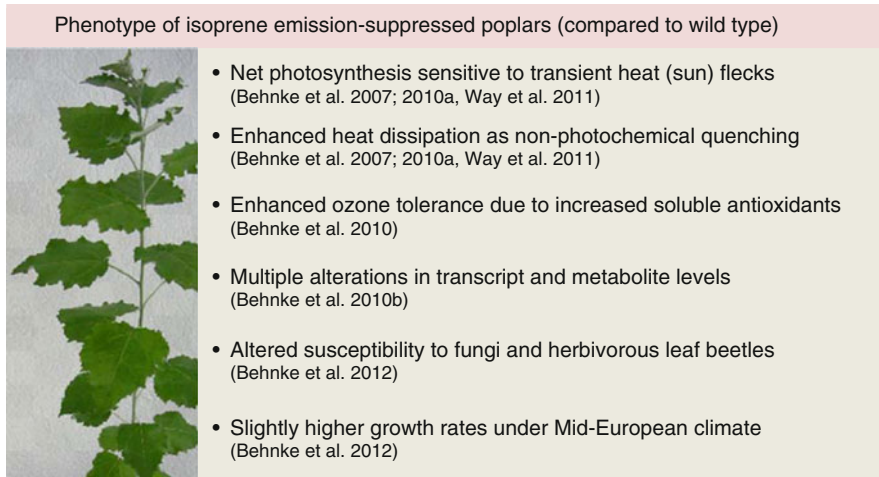 Phenotype of isoprene emission-suppressed poplars (compared to wild type)
• Net photosynthesis sensitive to transient heat (sun) flecks
(Behnke et al. 2007; 2010a, Way et al. 2011)
• Enhanced heat dissipation as non-photochemical quenching
(Behnke et al. 2007; 2010a, Way et al. 2011)
• Enhanced ozone tolerance due to increased soluble antioxidants
(Behnke et al. 2010)
• Multiple alterations in transcript and metabolite levels
(Behnke et al. 2010b)
• Altered susceptibility to fungi and herbivorous leaf beetles
(Behnke et al. 2012)
• Slightly higher growth rates under Mid-European climate
(Behnke et al. 2012)